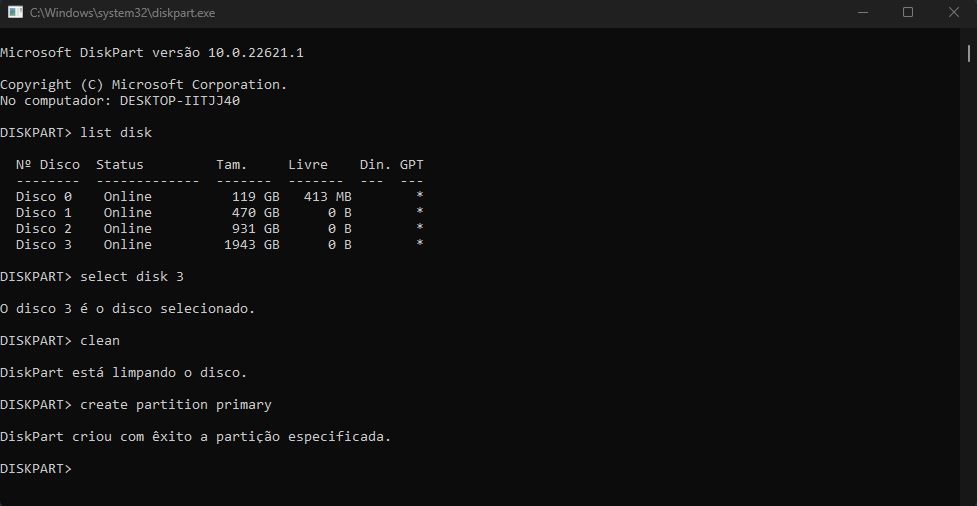 C:\Windows\system32\diskpart.exe
Microsoft DiskPart versão 10.0.22621.1
Copyright (C) Microsoft Corporation.
No computador: DESKTOP-IITJJ40
DISKPART> list disk
Nº Disco  Status         Tam.     Livre    Din. GPT
--------  -------------  -------  -------  ---  ---
Disco 0    Online          119 GB   413 MB        *
Disco 1    Online          470 GB      0 B        *
Disco 2    Online          931 GB      0 B        *
Disco 3    Online         1943 GB      0 B        *
DISKPART> select disk 3
O disco 3 é o disco selecionado.
DISKPART> clean
DiskPart está limpando o disco.
DISKPART> create partition primary
DiskPart criou com êxito a partição especificada.
DISKPART>